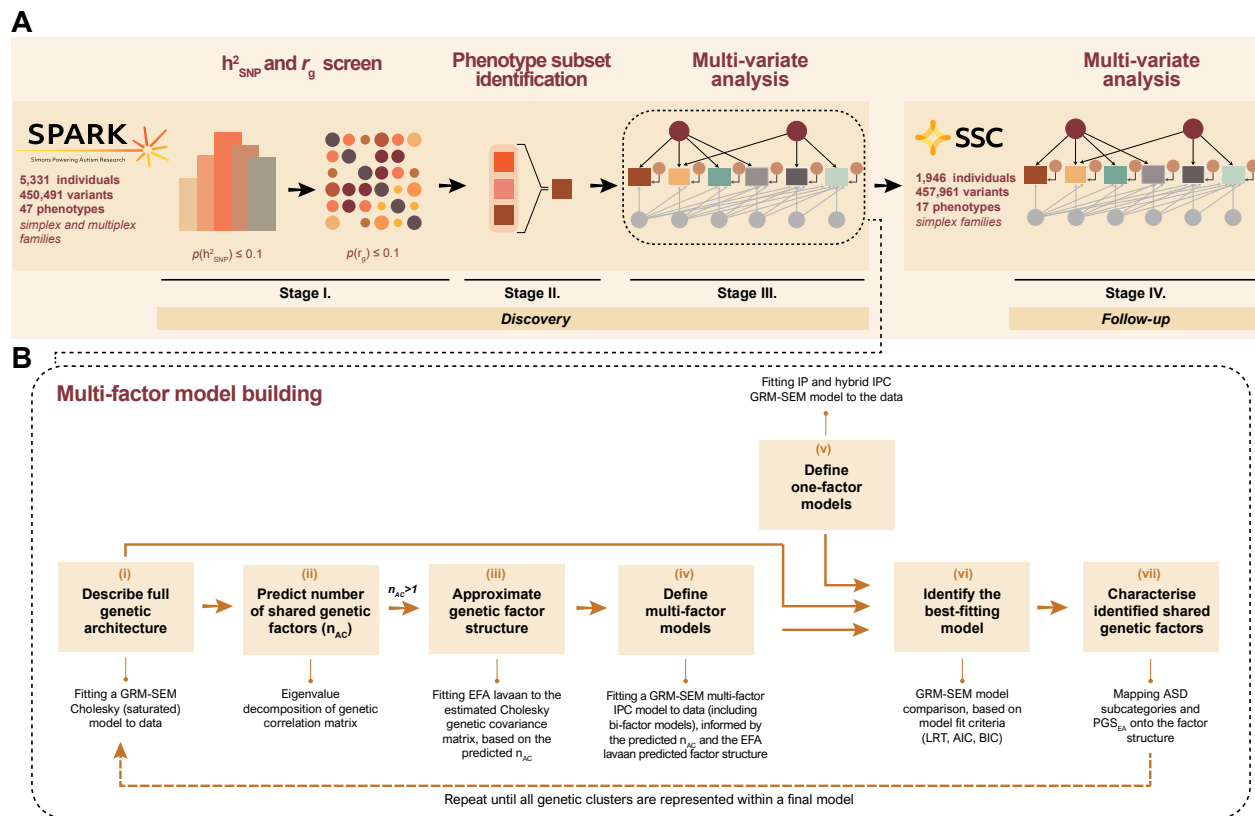 A
h²SNP and rg screen
Phenotype subset
identification
Multi-variate
analysis
Multi-variate
analysis
SPARK
Simons Powering Autism Research
5,331 individuals
450,491 variants
47 phenotypes
simplex and multiplex
families
p(h²SNP) ≤ 0.1
p(rg) ≤ 0.1
SSC
1,946 individuals
457,961 variants
17 phenotypes
simplex families
Stage I.
Stage II.
Stage III.
Stage IV.
Discovery
Follow-up
B
Multi-factor model building
Fitting IP and hybrid IPC
GRM-SEM model to the data
(v)
Define
one-factor
models
(i)
Describe full
genetic
architecture
(ii)
Predict number
of shared genetic
factors (nAC)
nAC>1
(iii)
Approximate
genetic factor
structure
(iv)
Define
multi-factor
models
(vi)
Identify the
best-fitting
model
(vii)
Characterise
identified shared
genetic factors
Fitting a GRM-SEM
Cholesky (saturated)
model to data
Eigenvalue
decomposition of genetic
correlation matrix
Fitting EFA lavaan to the
estimated Cholesky
genetic covariance
matrix, based on the
predicted nAC
Fitting a GRM-SEM multi-factor
IPC model to data (including
bi-factor models), informed by
the predicted nAC and the EFA
lavaan predicted factor structure
GRM-SEM model
comparison, based on
model fit criteria
(LRT, AIC, BIC)
Mapping ASD
subcategories and
PGSEA onto the factor
structure
Repeat until all genetic clusters are represented within a final model